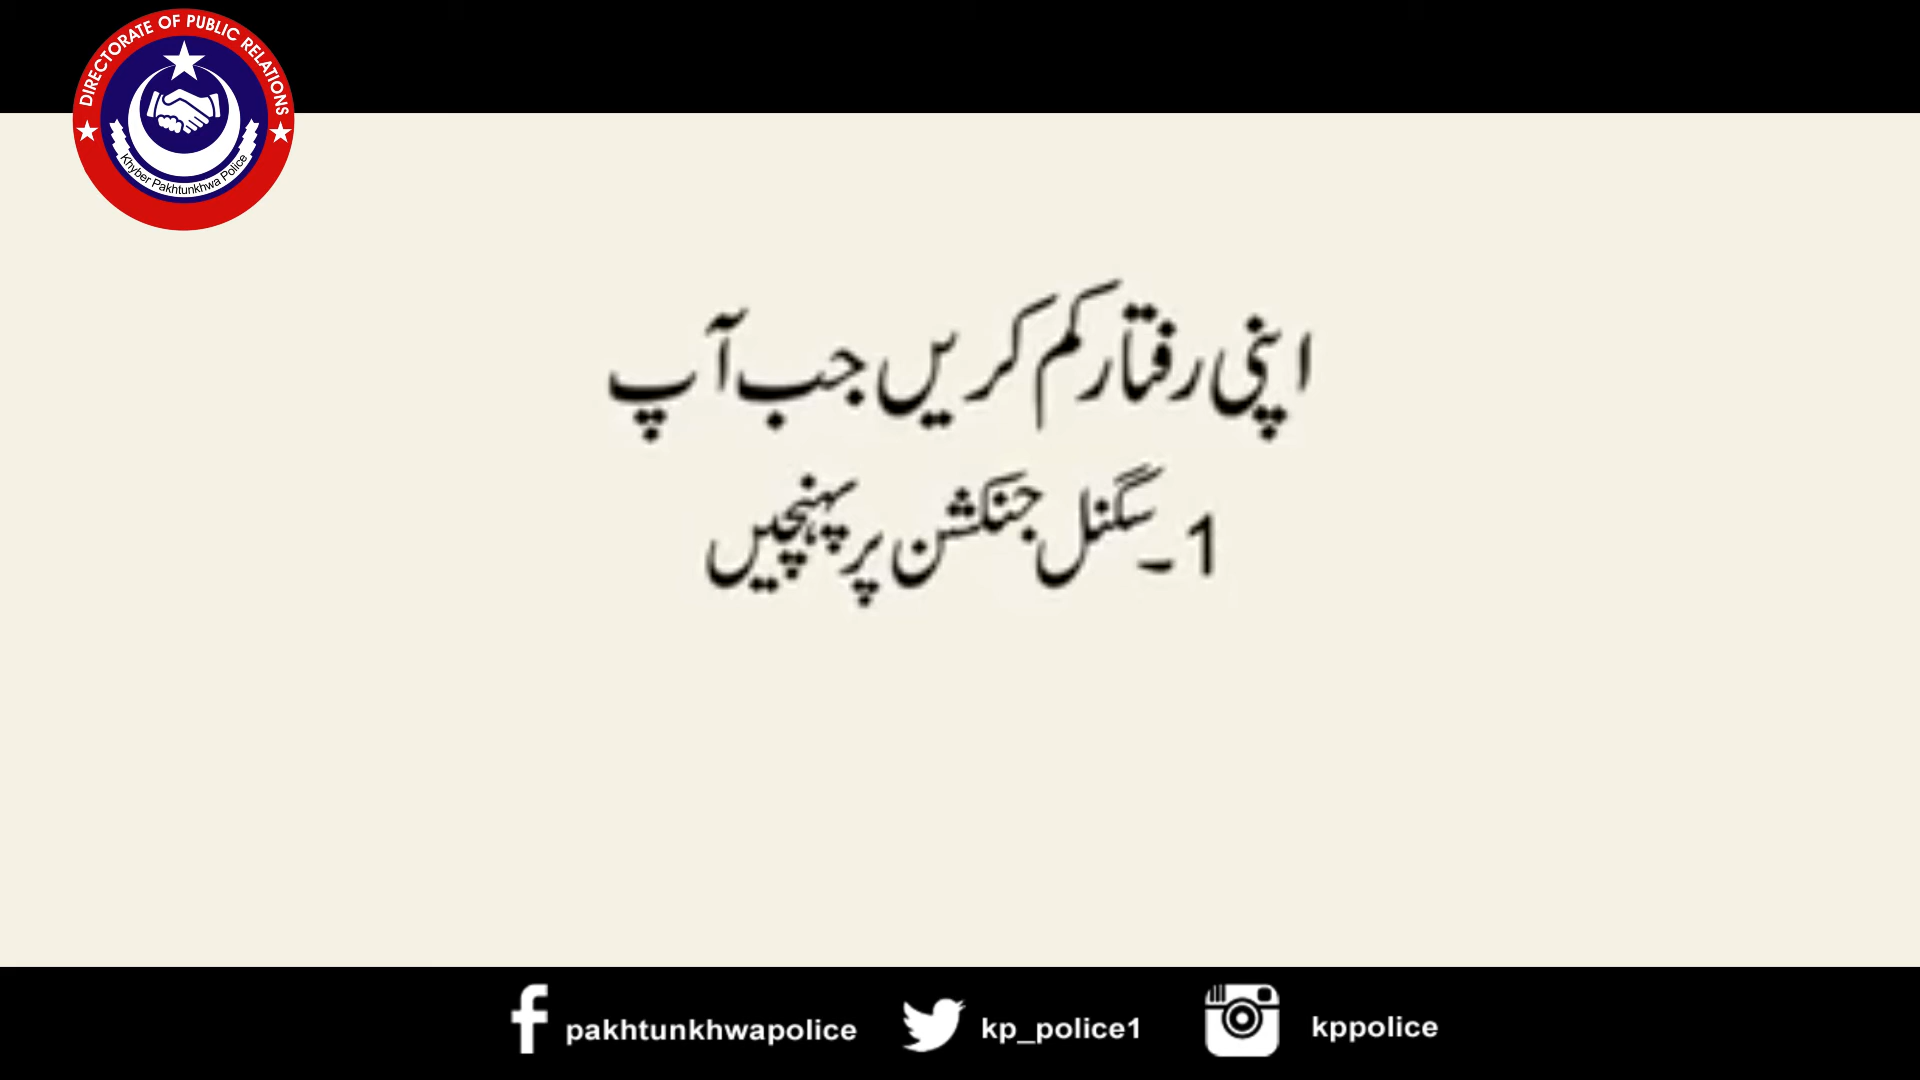 DIRECTORATE OF PUBLIC RELATIONS
Khyber Pakhtunkhwa Police
اپنی رفتار کم کریں جب آپ
1۔سگنل جنکشن پر پہنچیں
pakhtunkhwapolice
kp_police1
kppolice